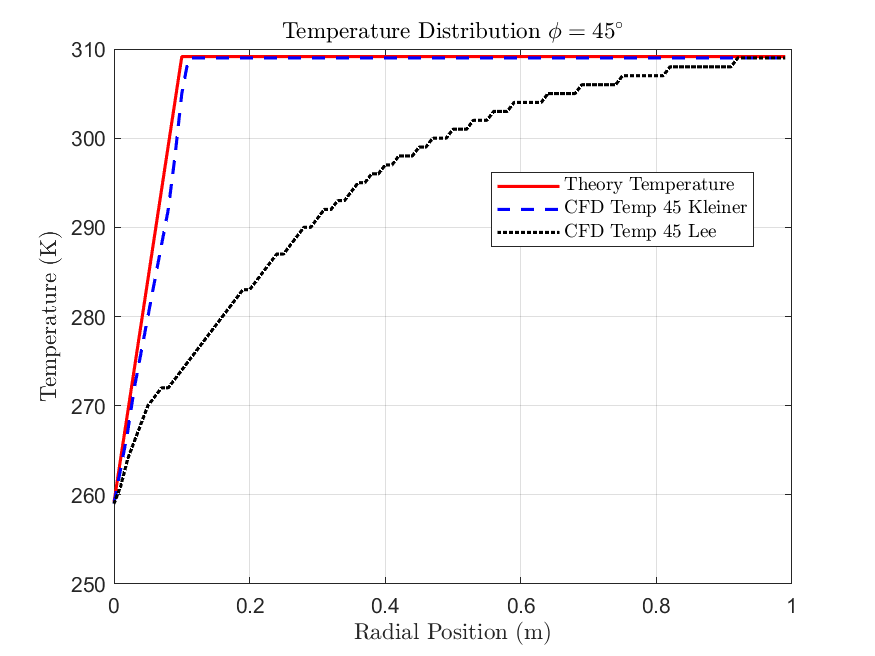 Temperature Distribution ϕ = 45°
310
300
290
280
270
260
250
Temperature (K)
Theory Temperature
CFD Temp 45 Kleiner
CFD Temp 45 Lee
0 0.2 0.4 0.6 0.8 1
Radial Position (m)